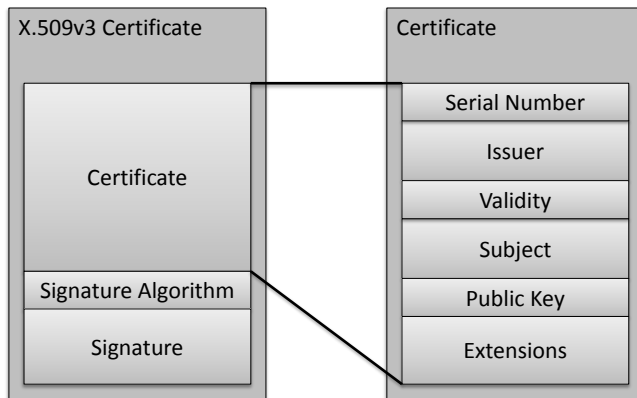 X.509v3 Certificate
Certificate
Signature Algorithm
Signature
Certificate
Serial Number
Issuer
Validity
Subject
Public Key
Extensions